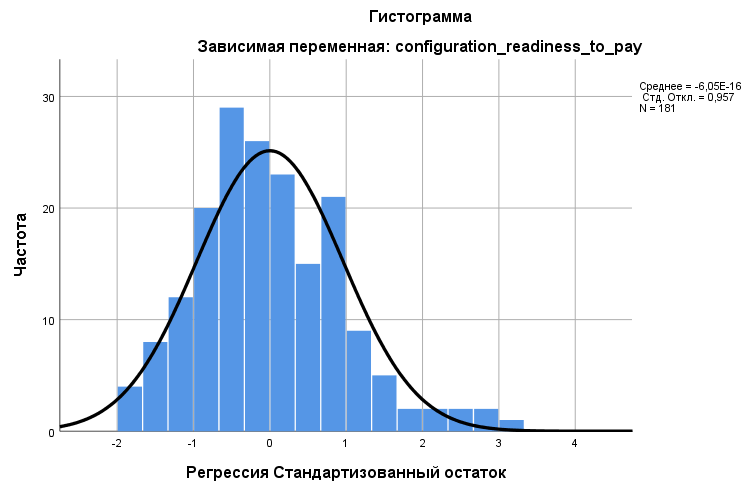 Гистограмма
Зависимая переменная: configuration_readiness_to_pay
Среднее = -6,05E-16
Стд. Откл. = 0,957
N = 181
30
20
10
0
Частота
-2 -1 0 1 2 3 4
Регрессия Стандартизованный остаток